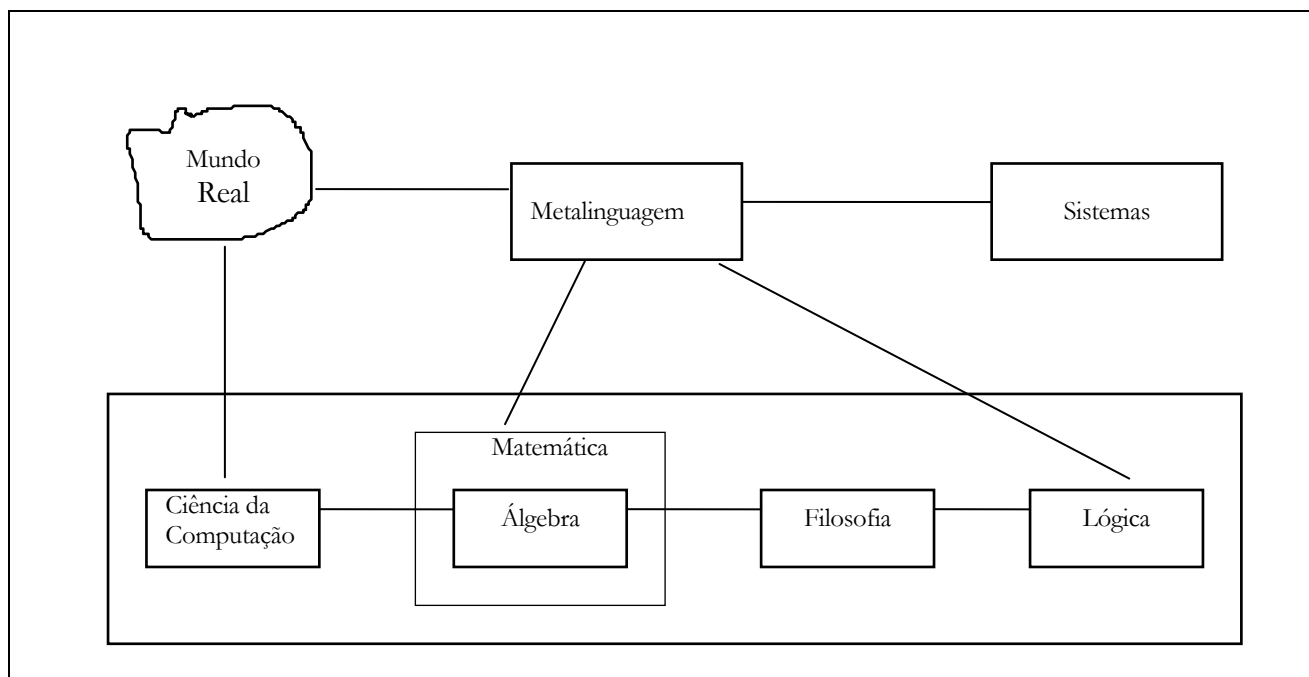 Mundo
Real
Metalinguagem
Sistemas
Matemática
Ciência da
Computação
Álgebra
Filosofia
Lógica